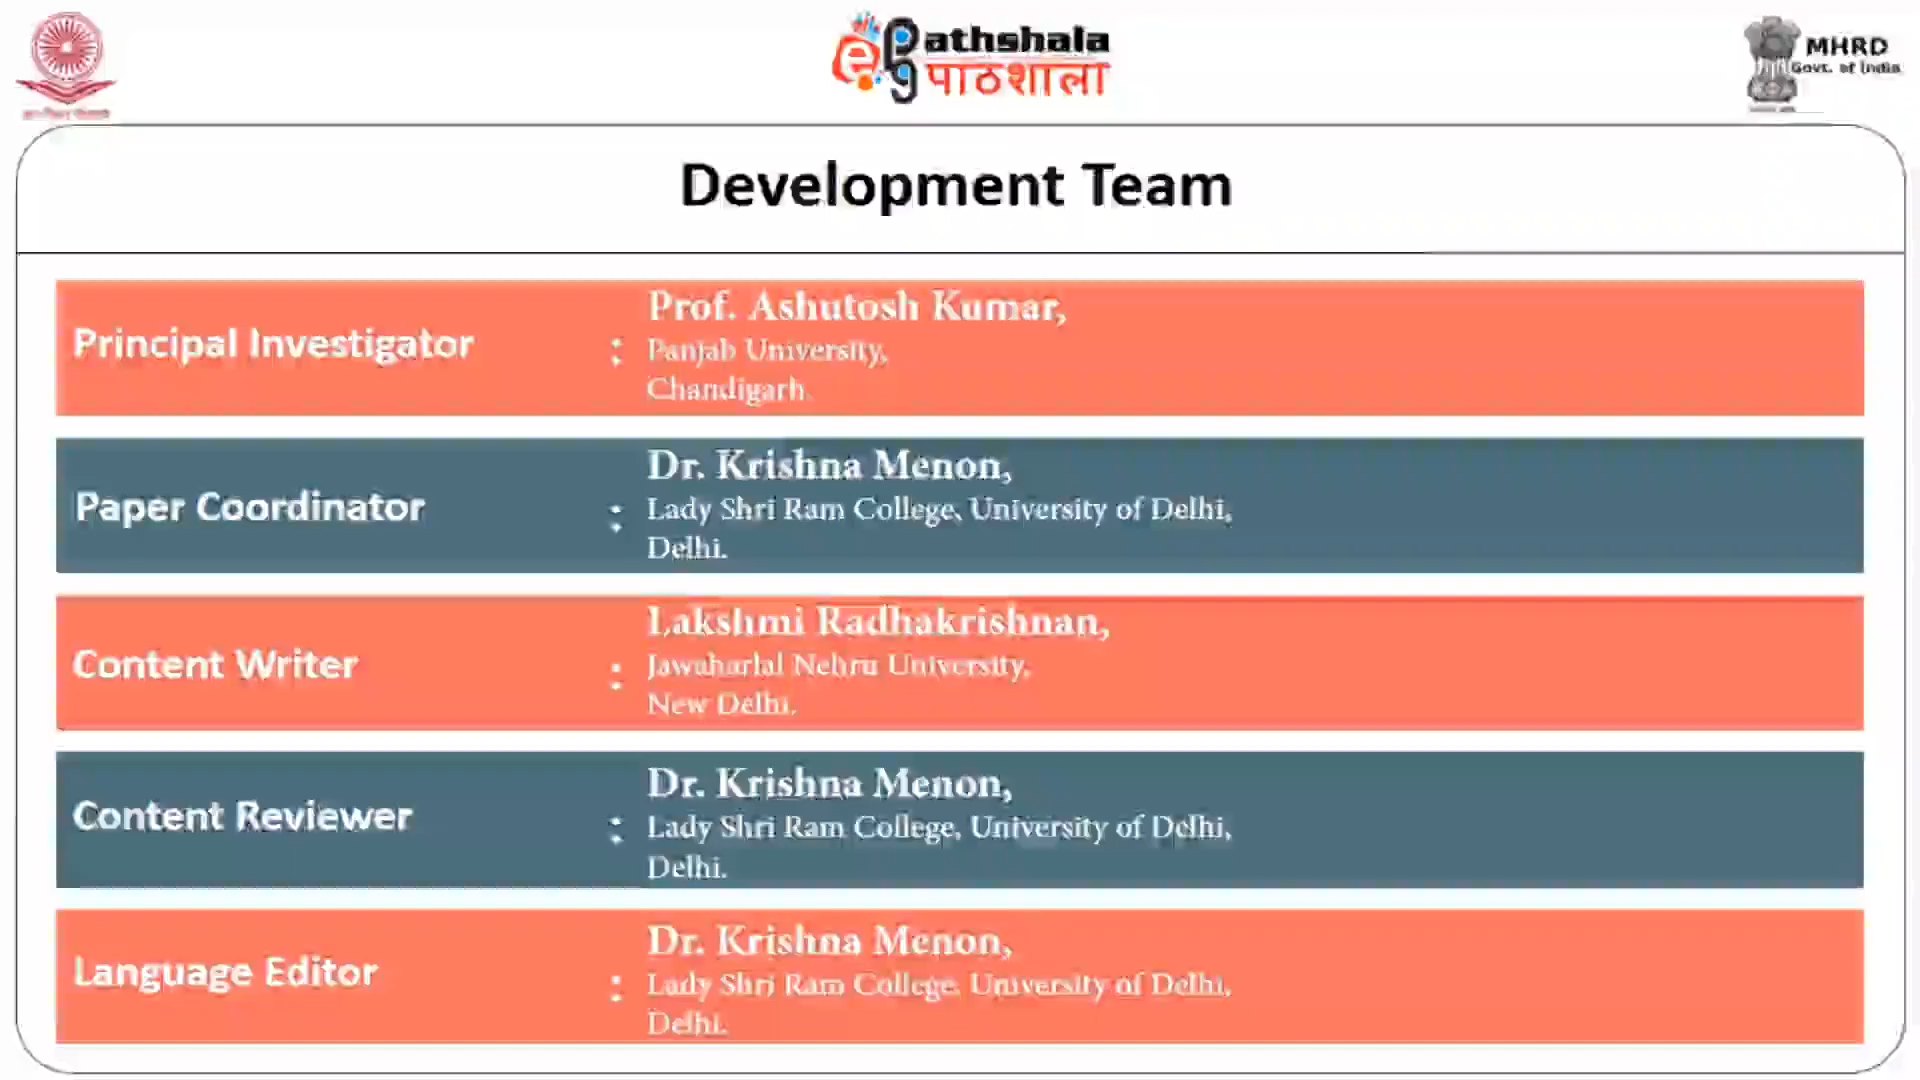 e pg Pathshala
पाठशाला
MHRD
Govt. of India
Development Team
Principal Investigator : Prof. Ashutosh Kumar,
Panjab University,
Chandigarh.
Paper Coordinator : Dr. Krishna Menon,
Lady Shri Ram College, University of Delhi,
Delhi.
Content Writer : Lakshmi Radhakrishnan,
Jawaharlal Nehru University,
New Delhi.
Content Reviewer : Dr. Krishna Menon,
Lady Shri Ram College, University of Delhi,
Delhi.
Language Editor : Dr. Krishna Menon,
Lady Shri Ram College, University of Delhi,
Delhi.